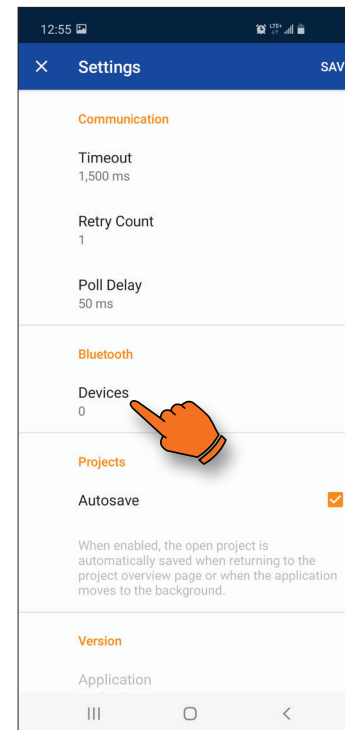 12:55
LTE+
× Settings SAV
Communication
Timeout
1,500 ms
Retry Count
1
Poll Delay
50 ms
Bluetooth
Devices
0
Projects
Autosave
When enabled, the open project is
automatically saved when returning to the
project overview page or when the application
moves to the background.
Version
Application